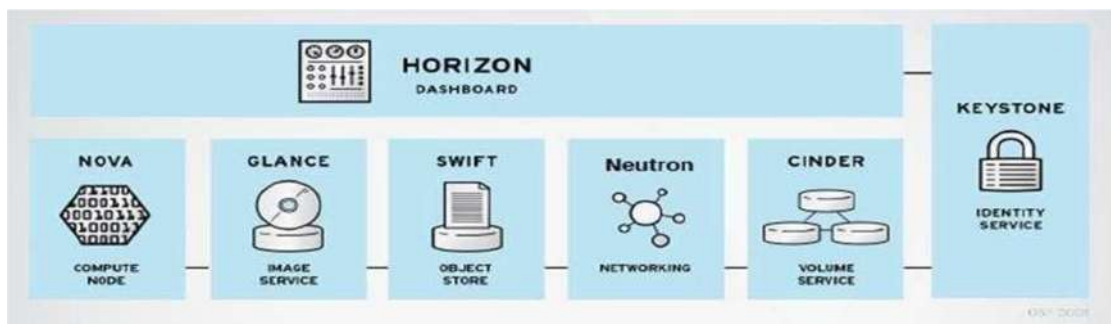 HORIZON
DASHBOARD
KEYSTONE
IDENTITY
SERVICE
NOVA
COMPUTE
NODE
GLANCE
IMAGE
SERVICE
SWIFT
OBJECT
STORE
Neutron
NETWORKING
CINDER
VOLUME
SERVICE